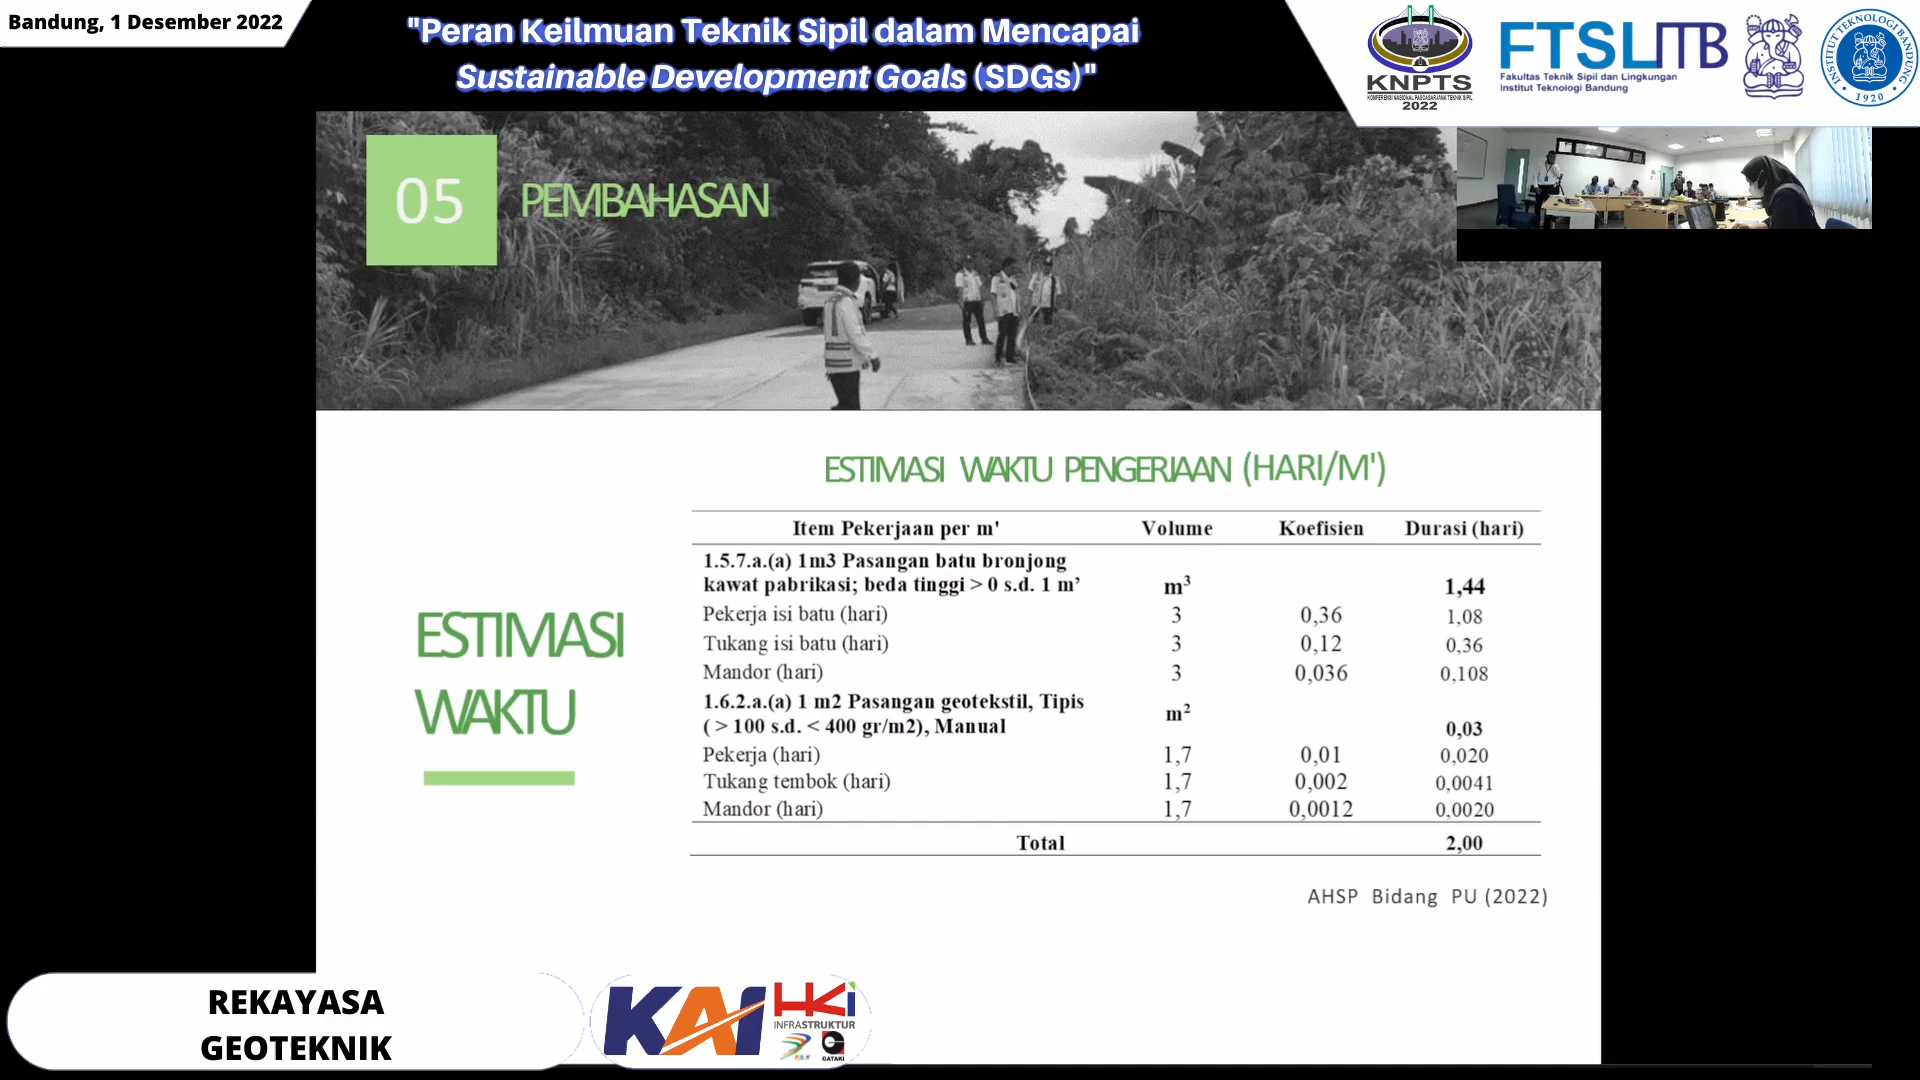 Bandung, 1 Desember 2022
"Peran Keilmuan Teknik Sipil dalam Mencapai
Sustainable Development Goals (SDGs)"
KNPTS
KONFERENSI NASIONAL PASCASARJANA TEKNIK SIPIL
2022
FTSL ITB
Fakultas Teknik Sipil dan Lingkungan
Institut Teknologi Bandung
INSTITUT TEKNOLOGI BANDUNG
1920
05
PEMBAHASAN
ESTIMASI WAKTU PENGERJAAN (HARI/M')
ESTIMASI
WAKTU
Item Pekerjaan per m' Volume Koefisien Durasi (hari)
1.5.7.a.(a) 1m3 Pasangan batu bronjong
kawat pabrikasi; beda tinggi > 0 s.d. 1 m’ m³ 1,44
Pekerja isi batu (hari) 3 0,36 1,08
Tukang isi batu (hari) 3 0,12 0,36
Mandor (hari) 3 0,036 0,108
1.6.2.a.(a) 1 m2 Pasangan geotekstil, Tipis
( > 100 s.d. < 400 gr/m2), Manual m² 0,03
Pekerja (hari) 1,7 0,01 0,020
Tukang tembok (hari) 1,7 0,002 0,0041
Mandor (hari) 1,7 0,0012 0,0020
Total 2,00
AHSP Bidang PU (2022)
REKAYASA
GEOTEKNIK
KAI
HKi
INFRASTRUKTUR
GATAKI